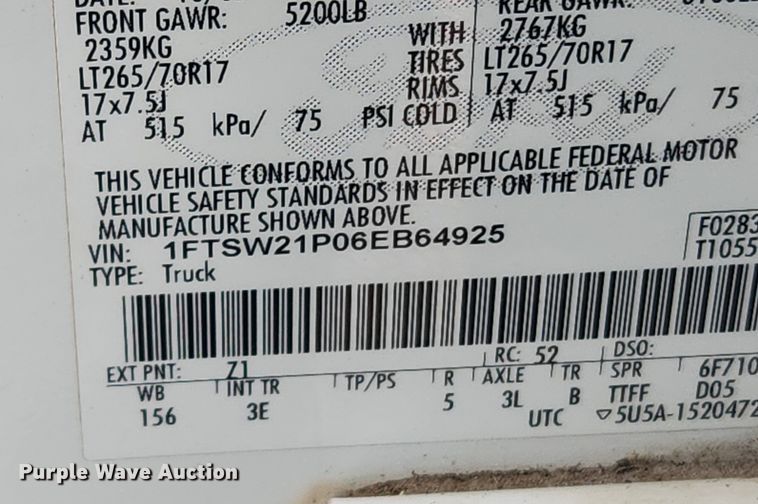 FRONT GAWR: 5200LB
2359KG WITH 2767KG
LT265/70R17 TIRES LT265/70R17
17x7.5J RIMS 17x7.5J
AT 515 kPa/ 75 PSI COLD AT 515 kPa/ 75
THIS VEHICLE CONFORMS TO ALL APPLICABLE FEDERAL MOTOR
VEHICLE SAFETY STANDARDS IN EFFECT ON THE DATE OF
MANUFACTURE SHOWN ABOVE.
VIN: 1FTSW21P06EB64925 F0283
TYPE: Truck T1055
EXT PNT: Z1 RC: 52 DSO:
WB INT TR TP/PS R AXLE TR SPR 6F710
156 3E 5 3L B TTFF D05
UTC ▽5U5A-1520472
Purple Wave Auction